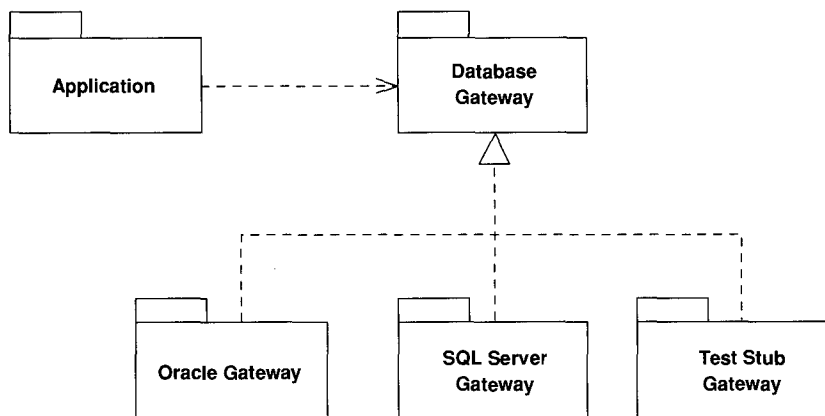 Application
Database
Gateway
Oracle Gateway
SQL Server
Gateway
Test Stub
Gateway